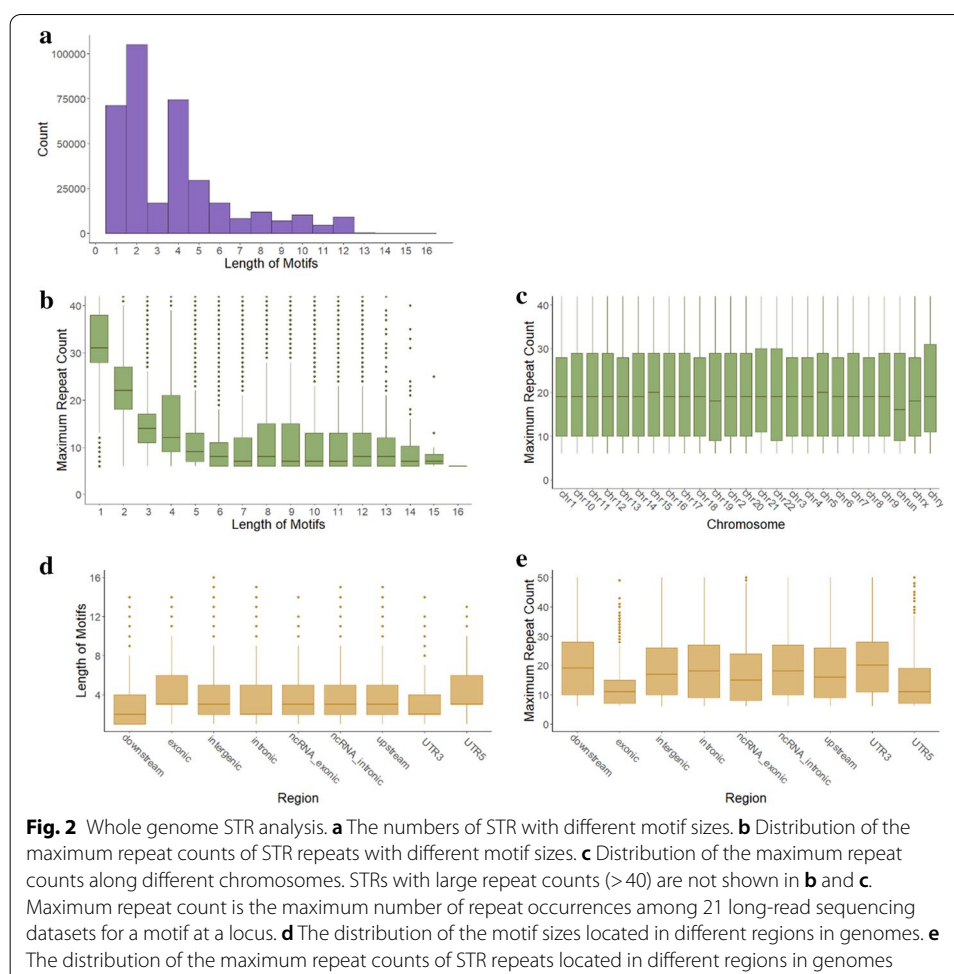 a
100000
75000
50000
25000
0
Count
0 1 2 3 4 5 6 7 8 9 10 11 12 13 14 15 16
Length of Motifs
b
40
30
20
10
0
Maximum Repeat Count
1 2 3 4 5 6 7 8 9 10 11 12 13 14 15 16
Length of Motifs
c
40
30
20
10
0
Maximum Repeat Count
chr1 chr10 chr11 chr12 chr13 chr14 chr15 chr16 chr17 chr18 chr19 chr2 chr20 chr21 chr22 chr3 chr4 chr5 chr6 chr7 chr8 chr9 chrun chrx chry
Chromosome
d
16
12
8
4
Length of Motifs
downstream exonic intergenic intronic ncRNA_exonic ncRNA_intronic upstream UTR3 UTR5
Region
e
50
40
30
20
10
0
Maximum Repeat Count
downstream exonic intergenic intronic ncRNA_exonic ncRNA_intronic upstream UTR3 UTR5
Region
Fig. 2 Whole genome STR analysis. a The numbers of STR with different motif sizes. b Distribution of the
maximum repeat counts of STR repeats with different motif sizes. c Distribution of the maximum repeat
counts along different chromosomes. STRs with large repeat counts (> 40) are not shown in b and c.
Maximum repeat count is the maximum number of repeat occurrences among 21 long-read sequencing
datasets for a motif at a locus. d The distribution of the motif sizes located in different regions in genomes. e
The distribution of the maximum repeat counts of STR repeats located in different regions in genomes